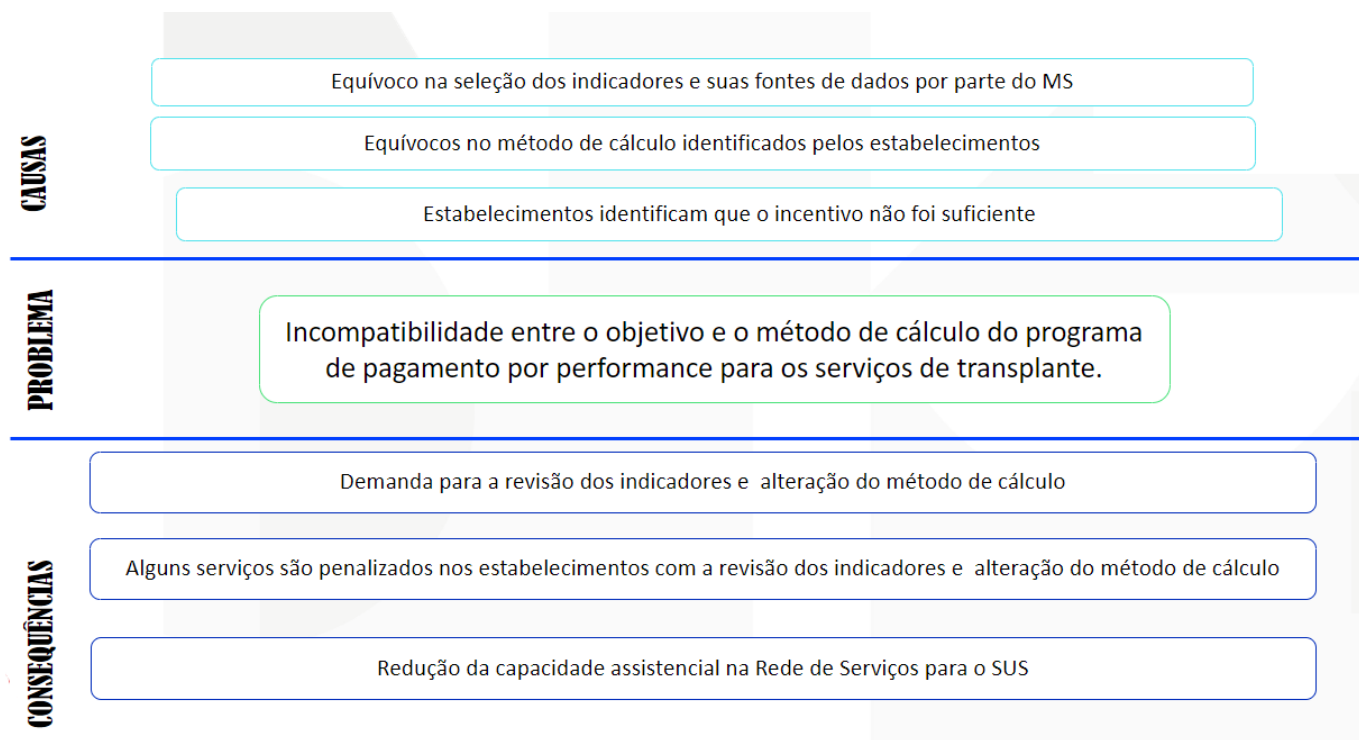 CAUSAS
Equívoco na seleção dos indicadores e suas fontes de dados por parte do MS
Equívocos no método de cálculo identificados pelos estabelecimentos
Estabelecimentos identificam que o incentivo não foi suficiente
PROBLEMA
Incompatibilidade entre o objetivo e o método de cálculo do programa
de pagamento por performance para os serviços de transplante.
CONSEQUÊNCIAS
Demanda para a revisão dos indicadores e  alteração do método de cálculo
Alguns serviços são penalizados nos estabelecimentos com a revisão dos indicadores e  alteração do método de cálculo
Redução da capacidade assistencial na Rede de Serviços para o SUS